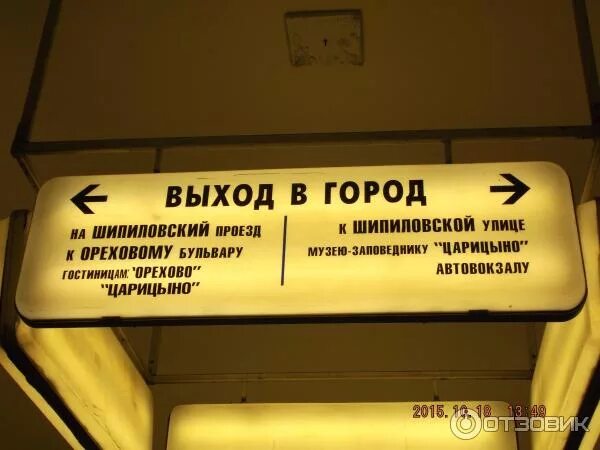 ← ВЫХОД В ГОРОД →
НА ШИПИЛОВСКИЙ ПРОЕЗД
К ОРЕХОВОМУ БУЛЬВАРУ
ГОСТИНИЦАМ: "ОРЕХОВО"
"ЦАРИЦЫНО"
К ШИПИЛОВСКОЙ УЛИЦЕ
МУЗЕЮ-ЗАПОВЕДНИКУ "ЦАРИЦЫНО"
АВТОВОКЗАЛУ
2015.10.18 13:49
ОТЗОВИК